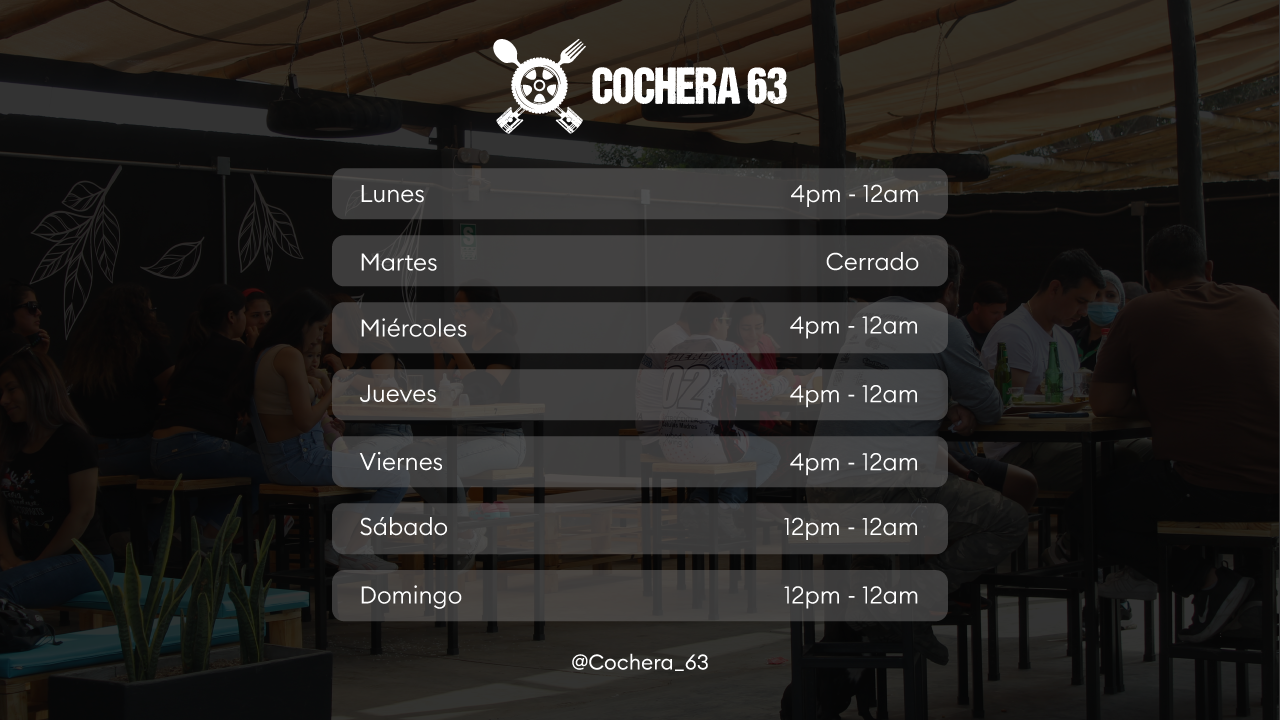 COCHERA 63
Lunes 4pm - 12am
Martes Cerrado
Miércoles 4pm - 12am
Jueves 4pm - 12am
Viernes 4pm - 12am
Sábado 12pm - 12am
Domingo 12pm - 12am
@Cochera_63
S
02